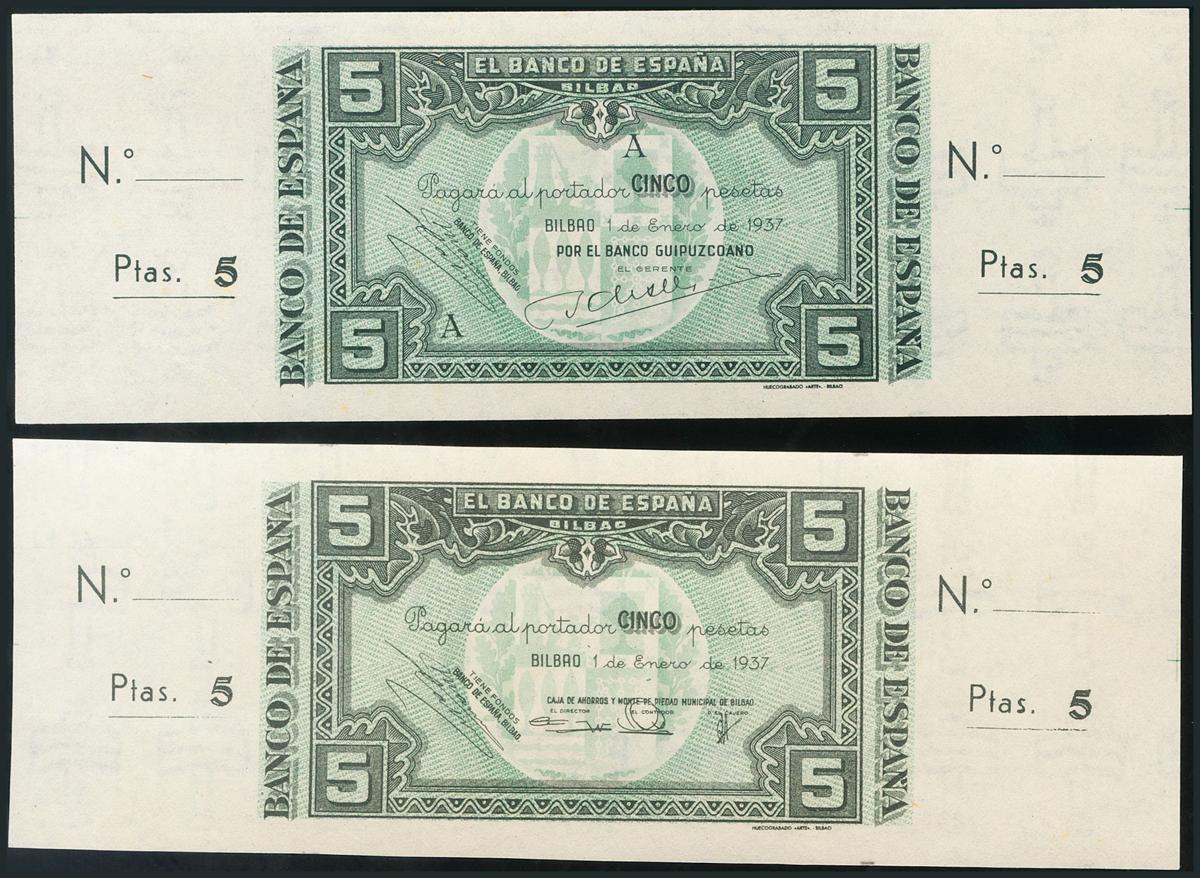 N.º
Ptas. 5
BANCO DE ESPAÑA
5
5
EL BANCO DE ESPAÑA
BILBAO
A
Pagará al portador CINCO pesetas
BILBAO 1 de Enero de 1937
POR EL BANCO GUIPUZCOANO
EL GERENTE
TIENE FONDOS
BANCO DE ESPAÑA, BILBAO.
A
5
5
HUECOGRABADO «ARTE». - BILBAO
BANCO DE ESPAÑA
N.º
Ptas. 5
N.º
Ptas. 5
BANCO DE ESPAÑA
5
5
EL BANCO DE ESPAÑA
BILBAO
Pagará al portador CINCO pesetas
BILBAO 1 de Enero de 1937
CAJA DE AHORROS Y MONTE DE PIEDAD MUNICIPAL DE BILBAO
EL DIRECTOR EL CONTADOR EL CAJERO
TIENE FONDOS
BANCO DE ESPAÑA, BILBAO.
5
5
HUECOGRABADO «ARTE». - BILBAO
BANCO DE ESPAÑA
N.º
Ptas. 5